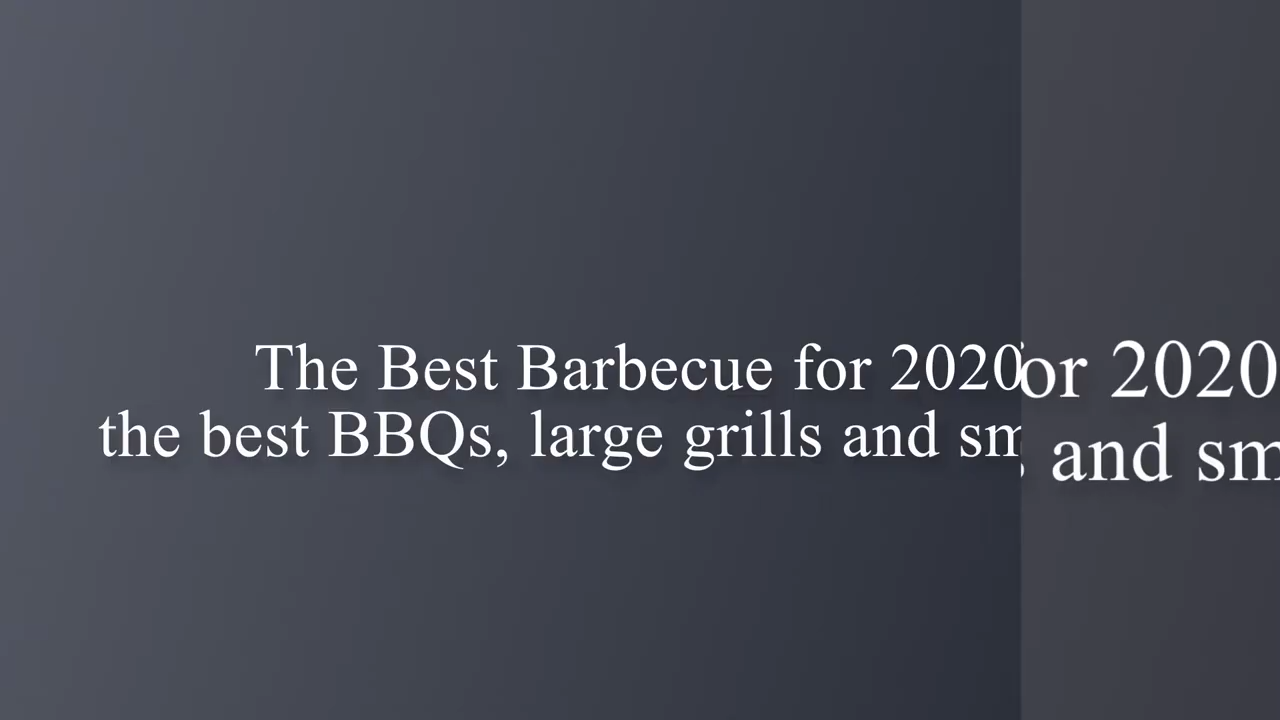 The Best Barbecue for 2020
the best BBQs, large grills and sm
or 2020
and sm